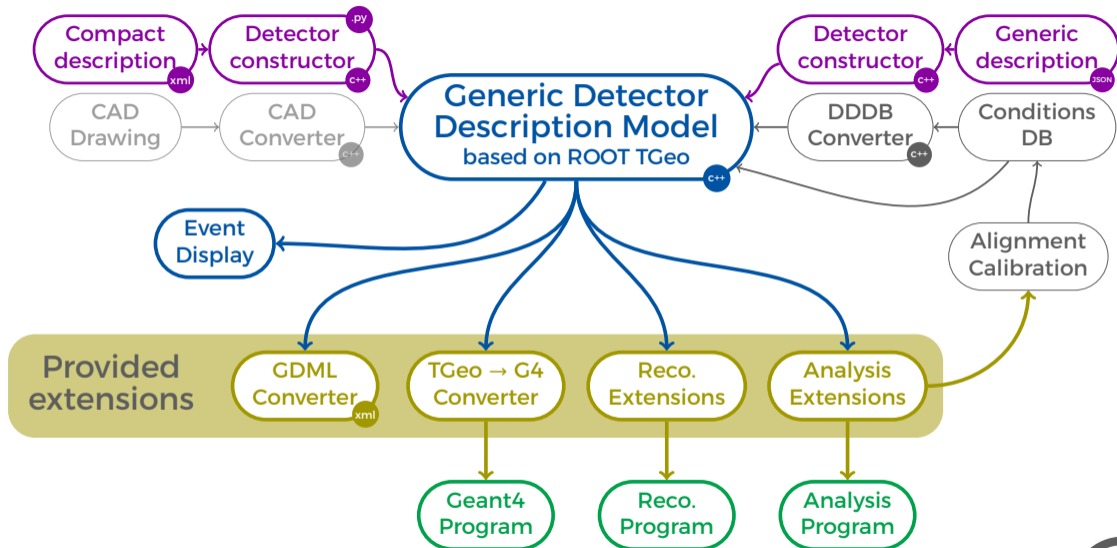 Compact
description
xml
Detector
constructor
.py
c++
Detector
constructor
c++
Generic
description
JSON
CAD
Drawing
CAD
Converter
c++
Generic Detector
Description Model
based on ROOT TGeo
c++
DDDB
Converter
c++
Conditions
DB
Event
Display
Alignment
Calibration
Provided
extensions
GDML
Converter
xml
TGeo → G4
Converter
Reco.
Extensions
Analysis
Extensions
Geant4
Program
Reco.
Program
Analysis
Program